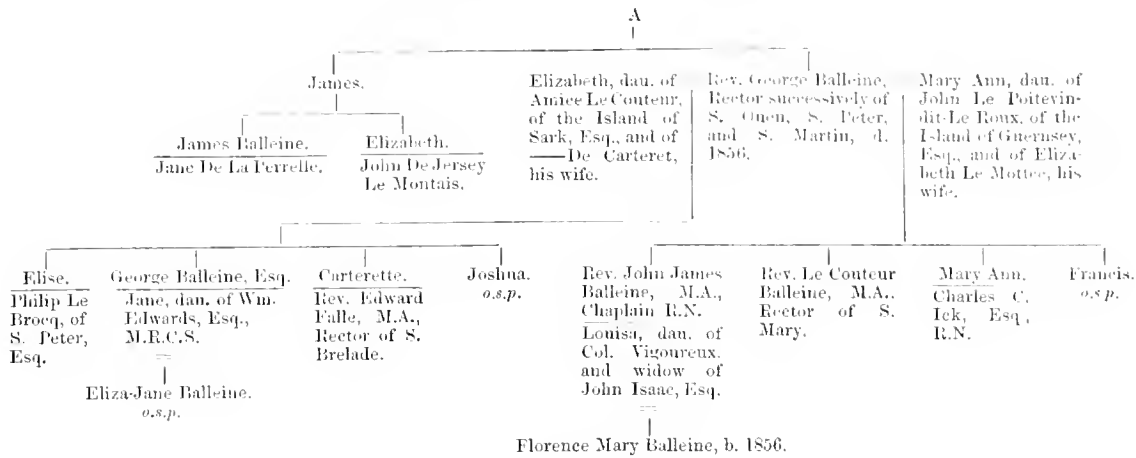 A
James.
James Balleine.
Jane De La Perrelle.
Elizabeth.
John De Jersey
Le Montais.
Elizabeth, dau. of
Amice Le Couteur,
of the Island of
Sark, Esq., and of
——De Carteret,
his wife.
Rev. George Balleine,
Rector successively of
S. Ouen, S. Peter,
and S. Martin, d.
1856.
Mary Ann, dau. of
John Le Poitevin-
dit-Le Roux, of the
Island of Guernsey,
Esq., and of Eliza-
beth Le Mottee, his
wife.
Elise.
Philip Le
Brocq, of
S. Peter,
Esq.
George Balleine, Esq.
Jane, dau. of Wm.
Edwards, Esq.,
M.R.C.S.
=
Eliza-Jane Balleine.
o.s.p.
Carterette.
Rev. Edward
Falle, M.A.,
Rector of S.
Brelade.
Joshua.
o.s.p.
Rev. John James
Balleine, M.A.,
Chaplain R.N.
Louisa, dau. of
Col. Vigoureux,
and widow of
John Isaac, Esq.
=
Florence Mary Balleine, b. 1856.
Rev. Le Couteur
Balleine, M.A.,
Rector of S.
Mary.
Mary Ann.
Charles C.
Ick, Esq.,
R.N.
Francis.
o.s.p.